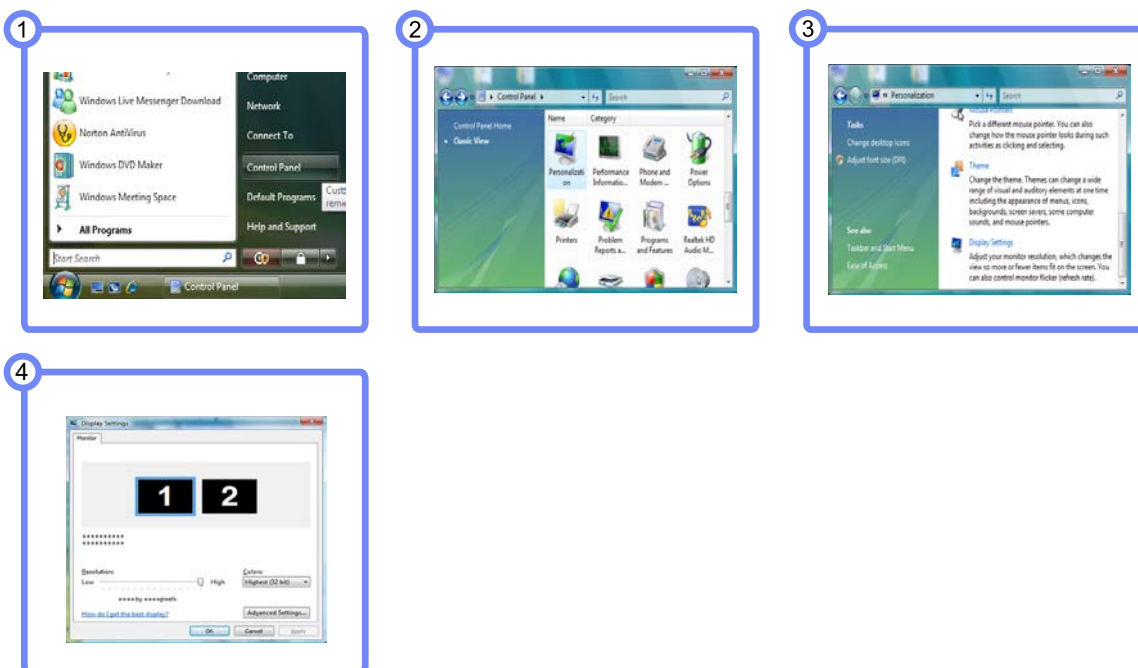 1
Computer
Windows Live Messenger Download
Network
Norton AntiVirus
Connect To
Windows DVD Maker
Control Panel
Windows Meeting Space
Default Programs
All Programs
Help and Support
Start Search
Control Panel
2
Control Panel
Search
Control Panel Home
Classic View
Name Category
Personalizati
on
Performance
Informatio...
Phone and
Modem ...
Power
Options
Printers
Problem
Reports a...
Programs
and Features
Realtek HD
Audio M...
3
Personalization
Search
Tasks
Change desktop icons
Adjust font size (DPI)
See also
Taskbar and Start Menu
Ease of Access
Mouse Pointers
Pick a different mouse pointer. You can also
change how the mouse pointer looks during such
activities as clicking and selecting.
Theme
Change the theme. Themes can change a wide
range of visual and auditory elements at one time
including the appearance of menus, icons,
backgrounds, screen savers, some computer
sounds, and mouse pointers.
Display Settings
Adjust your monitor resolution, which changes the
view so more or fewer items fit on the screen. You
can also control monitor flicker (refresh rate).
4
Display Settings
Monitor
1 2
**********
**********
Resolution:
Low High
****by ****pixels
Colors:
Highest (32 bit)
How do I get the best display?
Advanced Settings...
OK Cancel Apply